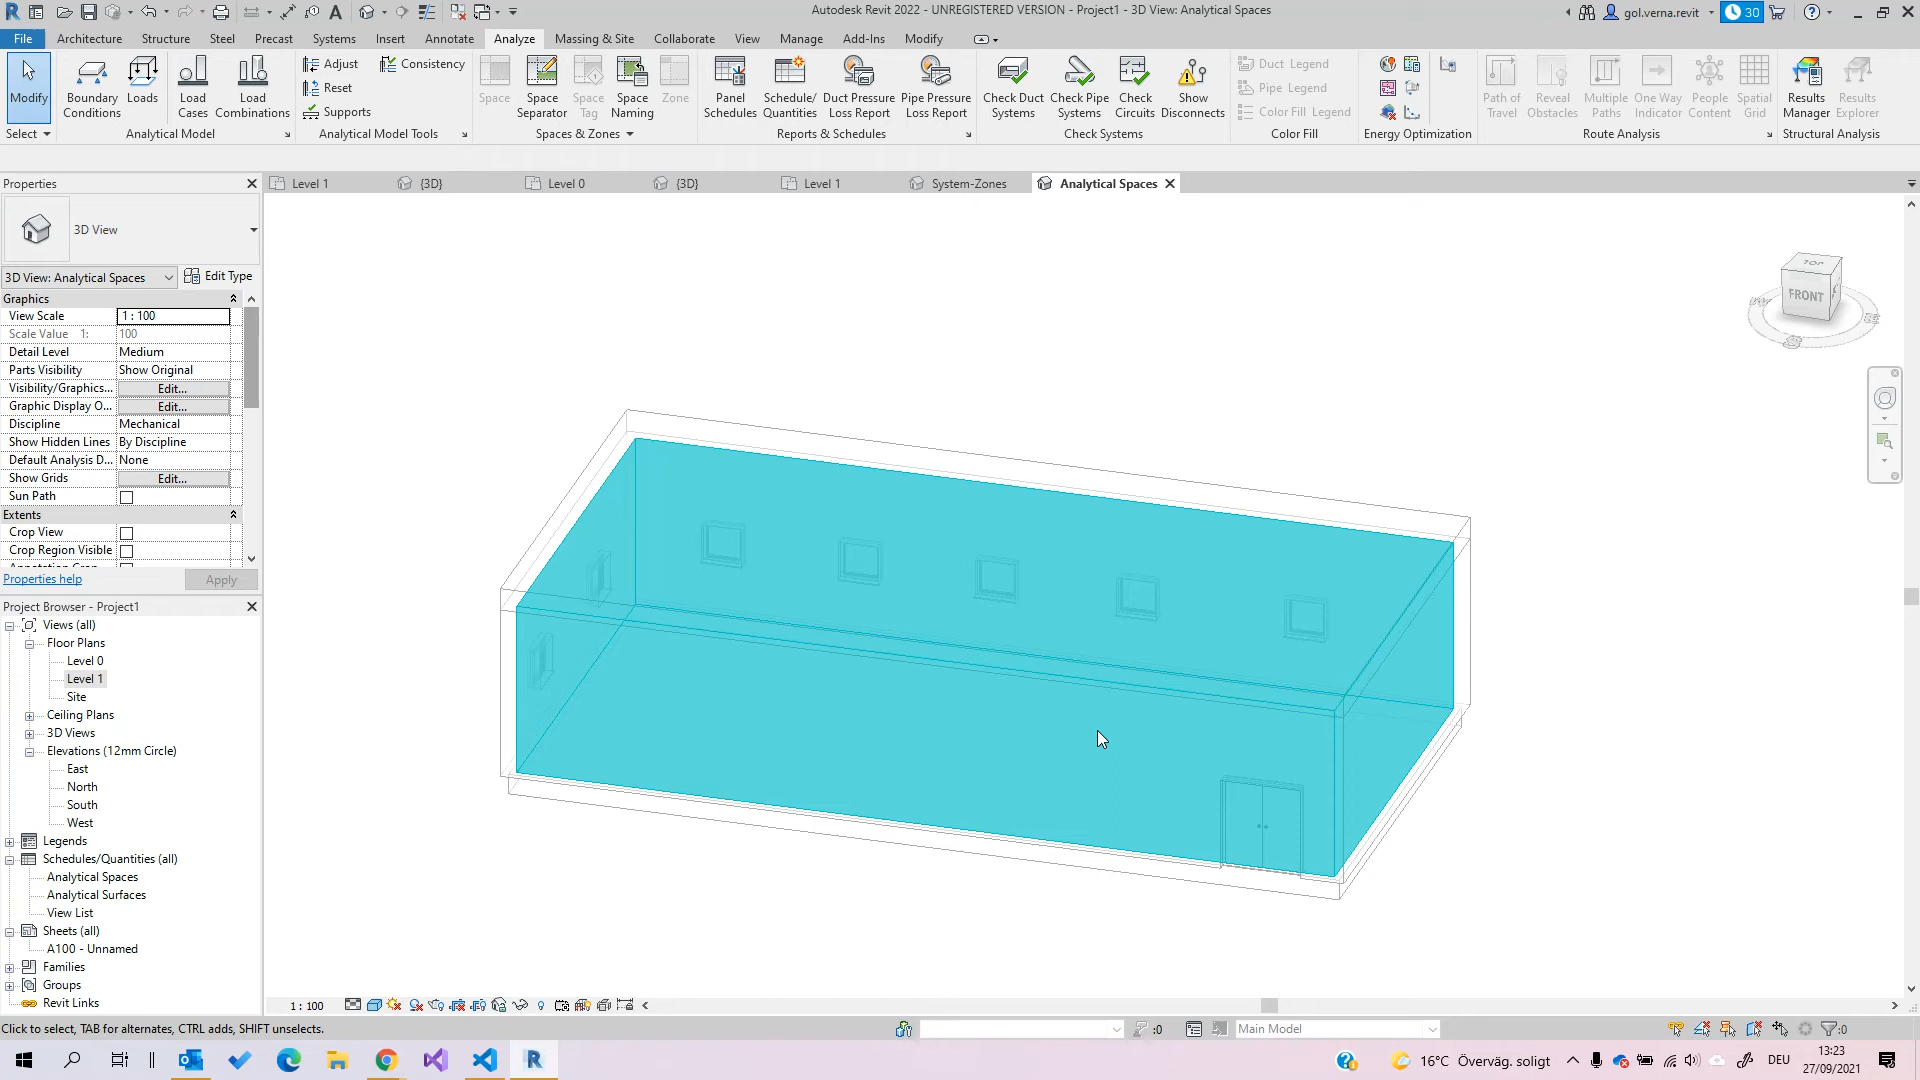 Autodesk Revit 2022 - UNREGISTERED VERSION - Project1 - 3D View: Analytical Spaces
gol.verna.revit
30
File Architecture Structure Steel Precast Systems Insert Annotate Analyze Massing & Site Collaborate View Manage Add-Ins Modify
Modify
Select
Boundary Conditions
Loads
Load Cases
Load Combinations
Analytical Model
Adjust
Reset
Supports
Consistency
Analytical Model Tools
Space
Space Separator
Space Tag
Space Naming
Zone
Spaces & Zones
Panel Schedules
Schedule/ Quantities
Duct Pressure Loss Report
Pipe Pressure Loss Report
Reports & Schedules
Check Duct Systems
Check Pipe Systems
Check Circuits
Show Disconnects
Check Systems
Duct Legend
Pipe Legend
Color Fill Legend
Color Fill
Energy Optimization
Path of Travel
Reveal Obstacles
Multiple Paths
One Way Indicator
People Content
Spatial Grid
Route Analysis
Results Manager
Results Explorer
Structural Analysis
Properties
Level 1 {3D} Level 0 {3D} Level 1 System-Zones Analytical Spaces
3D View
3D View: Analytical Spaces
Edit Type
Graphics
View Scale 1 : 100
Scale Value 1: 100
Detail Level Medium
Parts Visibility Show Original
Visibility/Graphics... Edit...
Graphic Display O... Edit...
Discipline Mechanical
Show Hidden Lines By Discipline
Default Analysis D... None
Show Grids Edit...
Sun Path
Extents
Crop View
Crop Region Visible
Properties help Apply
Project Browser - Project1
Views (all)
Floor Plans
Level 0
Level 1
Site
Ceiling Plans
3D Views
Elevations (12mm Circle)
East
North
South
West
Legends
Schedules/Quantities (all)
Analytical Spaces
Analytical Surfaces
View List
Sheets (all)
A100 - Unnamed
Families
Groups
Revit Links
TOP
FRONT
1 : 100
Click to select, TAB for alternates, CTRL adds, SHIFT unselects.
:0
Main Model
:0
16°C Överväg. soligt
DEU
13:23
27/09/2021